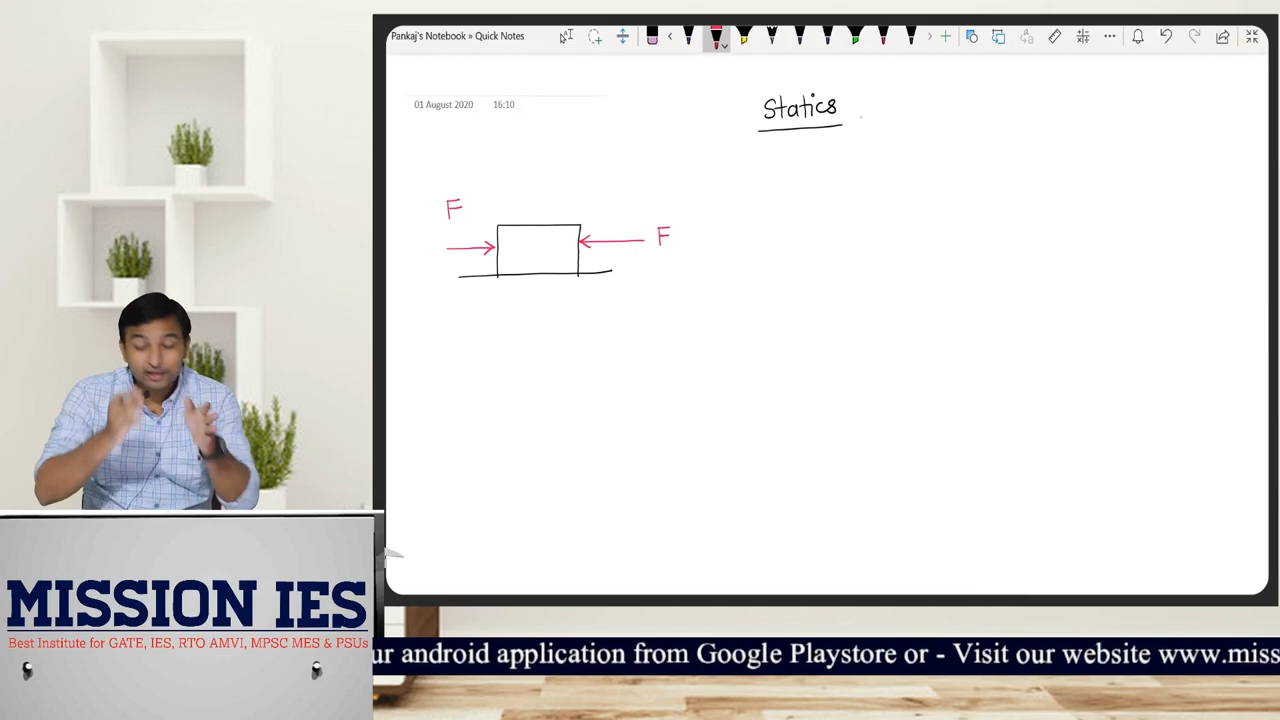 Pankaj's Notebook » Quick Notes
01 August 2020 16:10
Statics
F
F
MISSION IES
Best Institute for GATE, IES, RTO AMVI, MPSC MES & PSUs
ur android application from Google Playstore or - Visit our website www.miss